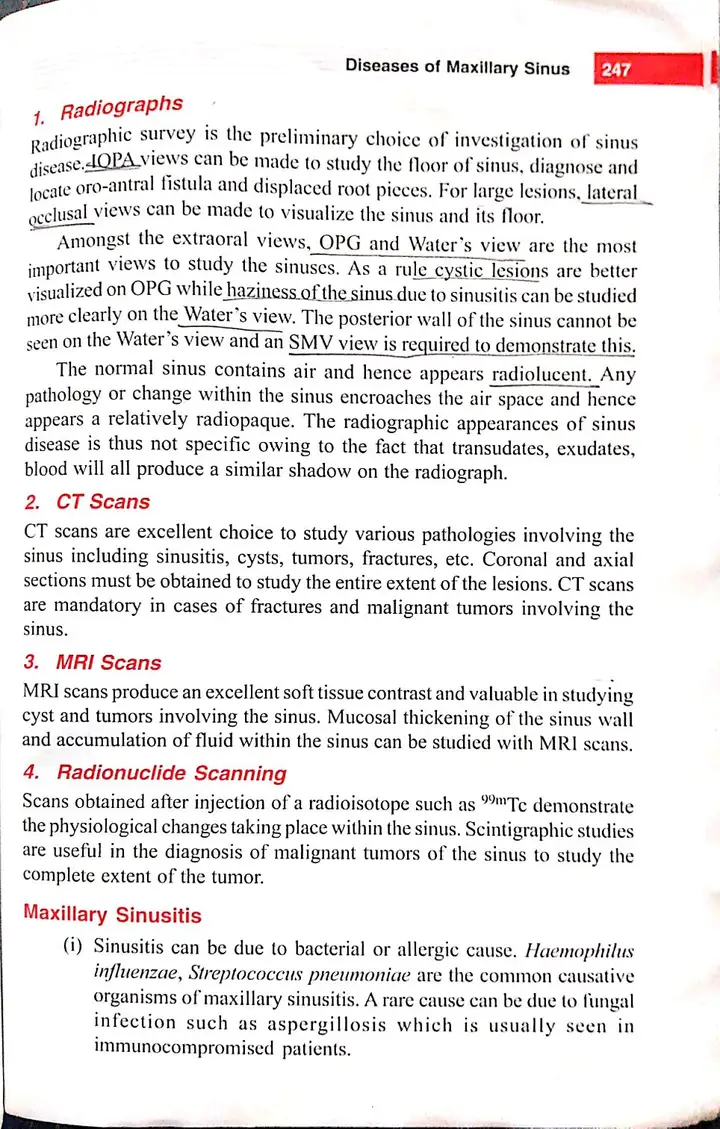 Diseases of Maxillary Sinus 247
1. Radiographs
Radiographic survey is the preliminary choice of investigation of sinus
disease. IOPA views can be made to study the floor of sinus, diagnose and
locate oro-antral fistula and displaced root pieces. For large lesions, lateral
occlusal views can be made to visualize the sinus and its floor.
Amongst the extraoral views, OPG and Water's view are the most
important views to study the sinuses. As a rule cystic lesions are better
visualized on OPG while haziness of the sinus due to sinusitis can be studied
more clearly on the Water's view. The posterior wall of the sinus cannot be
seen on the Water's view and an SMV view is required to demonstrate this.
The normal sinus contains air and hence appears radiolucent. Any
pathology or change within the sinus encroaches the air space and hence
appears a relatively radiopaque. The radiographic appearances of sinus
disease is thus not specific owing to the fact that transudates, exudates,
blood will all produce a similar shadow on the radiograph.
2. CT Scans
CT scans are excellent choice to study various pathologies involving the
sinus including sinusitis, cysts, tumors, fractures, etc. Coronal and axial
sections must be obtained to study the entire extent of the lesions. CT scans
are mandatory in cases of fractures and malignant tumors involving the
sinus.
3. MRI Scans
MRI scans produce an excellent soft tissue contrast and valuable in studying
cyst and tumors involving the sinus. Mucosal thickening of the sinus wall
and accumulation of fluid within the sinus can be studied with MRI scans.
4. Radionuclide Scanning
Scans obtained after injection of a radioisotope such as ⁹⁹ᵐTc demonstrate
the physiological changes taking place within the sinus. Scintigraphic studies
are useful in the diagnosis of malignant tumors of the sinus to study the
complete extent of the tumor.
Maxillary Sinusitis
(i) Sinusitis can be due to bacterial or allergic cause. Haemophilus
influenzae, Streptococcus pneumoniae are the common causative
organisms of maxillary sinusitis. A rare cause can be due to fungal
infection such as aspergillosis which is usually seen in
immunocompromised patients.